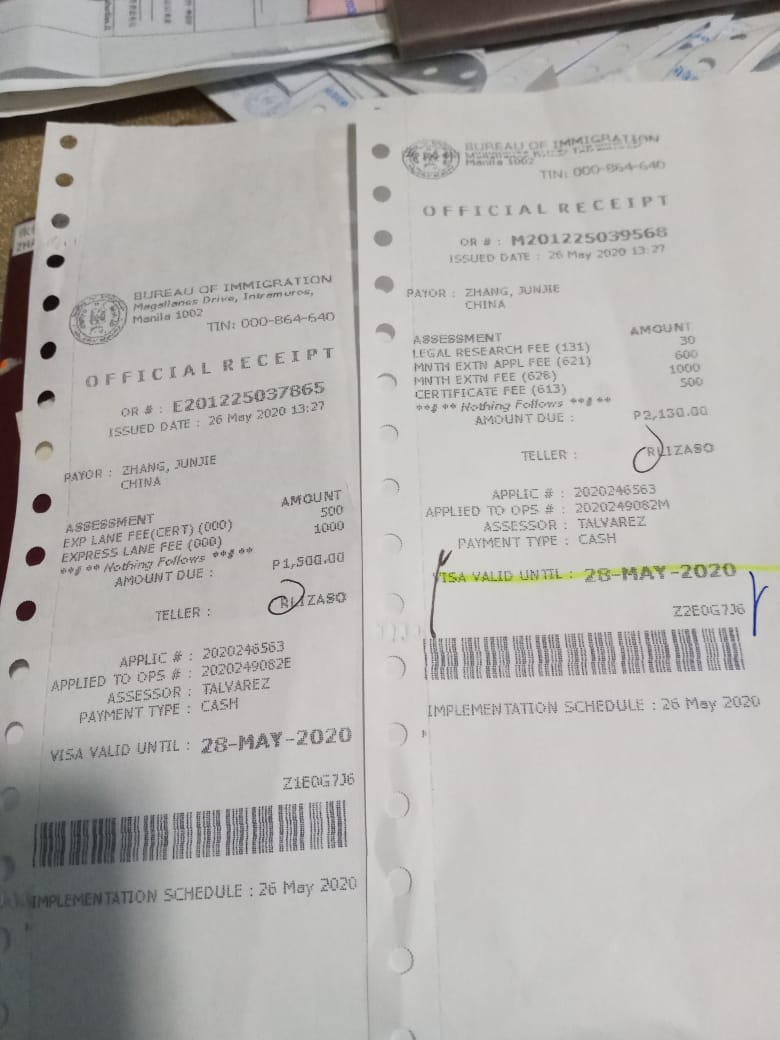 BUREAU OF IMMIGRATION
Magallanes Drive, Intramuros,
Manila 1002
TIN: 000-864-640
OFFICIAL RECEIPT
OR # : E201225037865
ISSUED DATE : 26 May 2020 13:27
PAYOR : ZHANG, JUNJIE
CHINA
ASSESSMENT AMOUNT
EXP LANE FEE(CERT) (000) 500
EXPRESS LANE FEE (000) 1000
**$ ** Nothing Follows **$ **
AMOUNT DUE : P1,500.00
TELLER : RLIZASO
APPLIC # : 2020246563
APPLIED TO OPS # : 2020249082E
ASSESSOR : TALVAREZ
PAYMENT TYPE : CASH
VISA VALID UNTIL : 28-MAY-2020
Z1E0G7J6
IMPLEMENTATION SCHEDULE : 26 May 2020
BUREAU OF IMMIGRATION
Manila 1002
TIN: 000-864-640
OFFICIAL RECEIPT
OR # : M201225039568
ISSUED DATE : 26 May 2020 13:27
PAYOR : ZHANG, JUNJIE
CHINA
ASSESSMENT AMOUNT
LEGAL RESEARCH FEE (131) 30
MNTH EXTN APPL FEE (621) 600
MNTH EXTN FEE (626) 1000
CERTIFICATE FEE (613) 500
**$ ** Nothing Follows **$ **
AMOUNT DUE : P2,130.00
TELLER : RLIZASO
APPLIC # : 2020246563
APPLIED TO OPS # : 2020249082M
ASSESSOR : TALVAREZ
PAYMENT TYPE : CASH
VISA VALID UNTIL : 28-MAY-2020
Z2E0G7J6
IMPLEMENTATION SCHEDULE : 26 May 2020